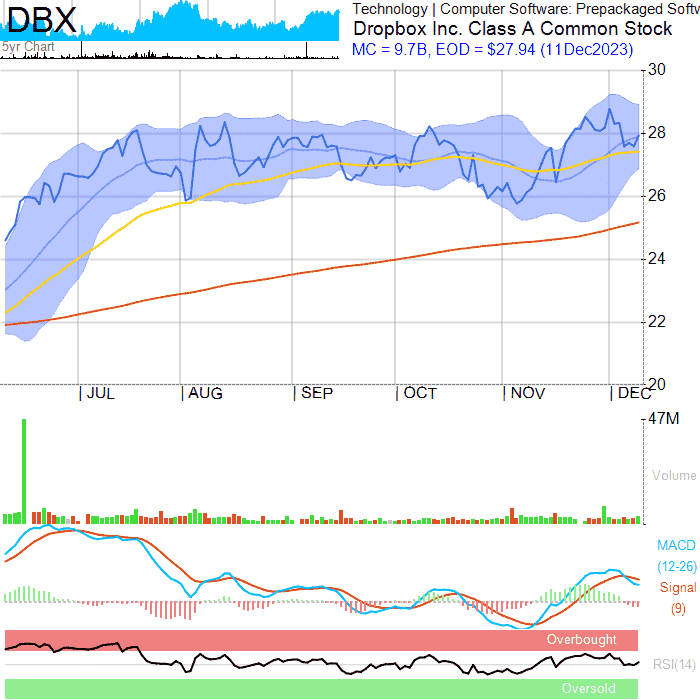 DBX
5yr Chart
Technology | Computer Software: Prepackaged Softw
Dropbox Inc. Class A Common Stock
MC = 9.7B, EOD = $27.94 (11Dec2023)
30
28
26
24
22
20
JUL AUG SEP OCT NOV DEC
47M
Volume
MACD
(12-26)
Signal
(9)
Overbought
RSI(14)
Oversold